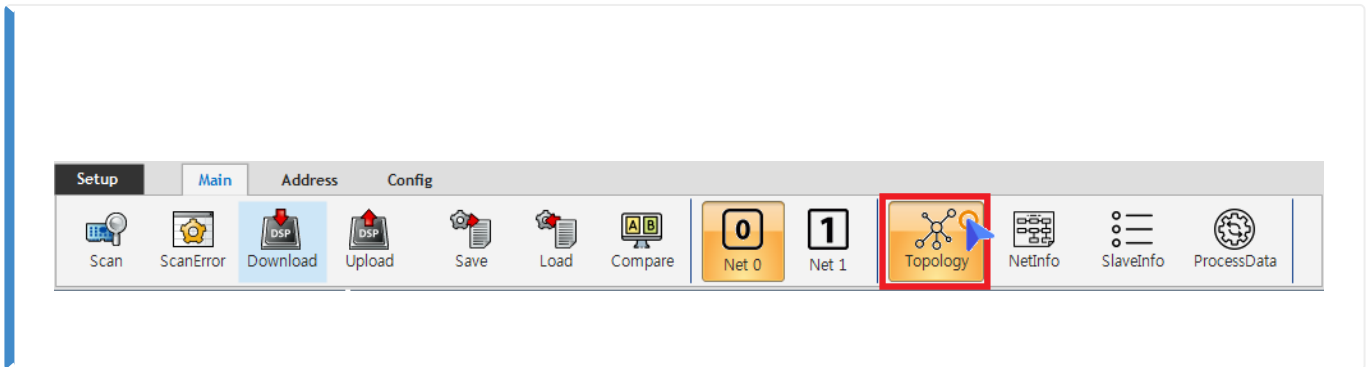 Setup Main Address Config
DSP DSP A B 0 1
Scan ScanError Download Upload Save Load Compare Net 0 Net 1 Topology NetInfo SlaveInfo ProcessData